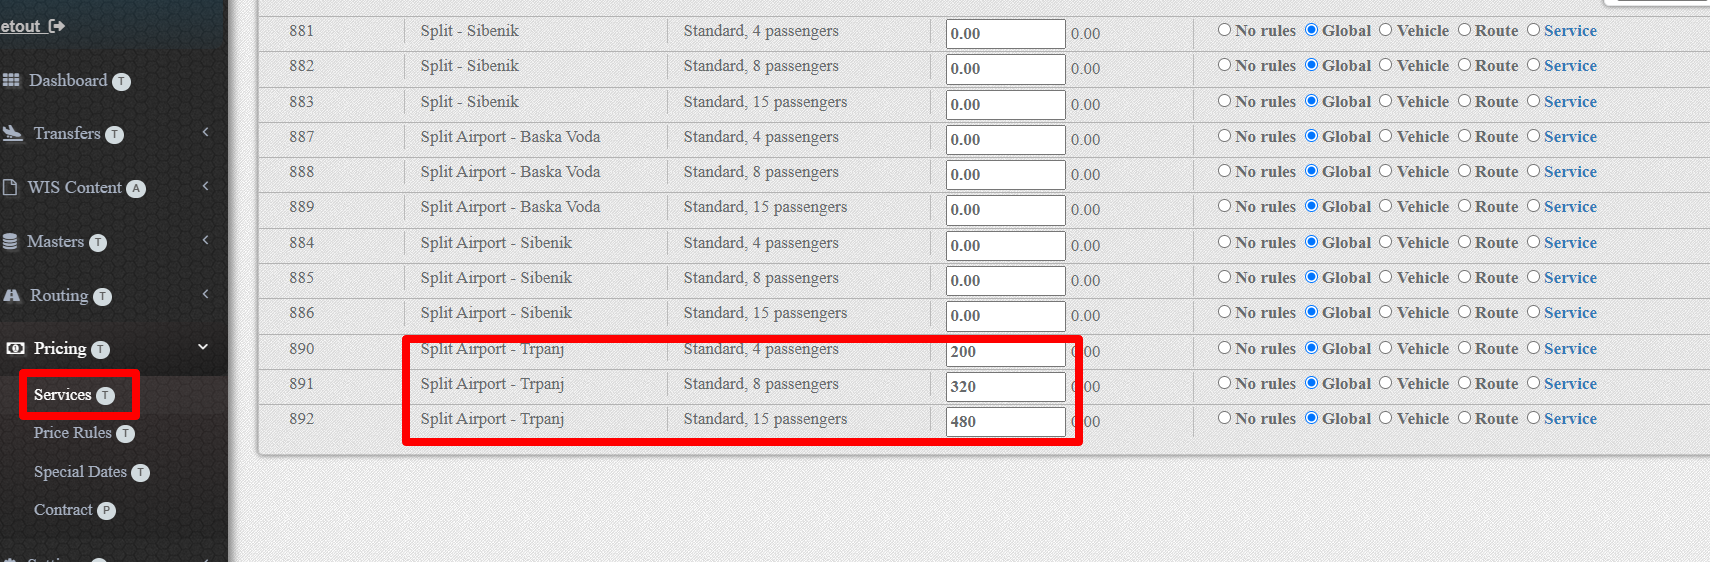 etout
Dashboard T
Transfers T
WIS Content A
Masters T
Routing T
Pricing T
Services T
Price Rules T
Special Dates T
Contract P
881 Split - Sibenik Standard, 4 passengers 0.00 0.00 No rules Global Vehicle Route Service
882 Split - Sibenik Standard, 8 passengers 0.00 0.00 No rules Global Vehicle Route Service
883 Split - Sibenik Standard, 15 passengers 0.00 0.00 No rules Global Vehicle Route Service
887 Split Airport - Baska Voda Standard, 4 passengers 0.00 0.00 No rules Global Vehicle Route Service
888 Split Airport - Baska Voda Standard, 8 passengers 0.00 0.00 No rules Global Vehicle Route Service
889 Split Airport - Baska Voda Standard, 15 passengers 0.00 0.00 No rules Global Vehicle Route Service
884 Split Airport - Sibenik Standard, 4 passengers 0.00 0.00 No rules Global Vehicle Route Service
885 Split Airport - Sibenik Standard, 8 passengers 0.00 0.00 No rules Global Vehicle Route Service
886 Split Airport - Sibenik Standard, 15 passengers 0.00 0.00 No rules Global Vehicle Route Service
890 Split Airport - Trpanj Standard, 4 passengers 200 0.00 No rules Global Vehicle Route Service
891 Split Airport - Trpanj Standard, 8 passengers 320 0.00 No rules Global Vehicle Route Service
892 Split Airport - Trpanj Standard, 15 passengers 480 0.00 No rules Global Vehicle Route Service